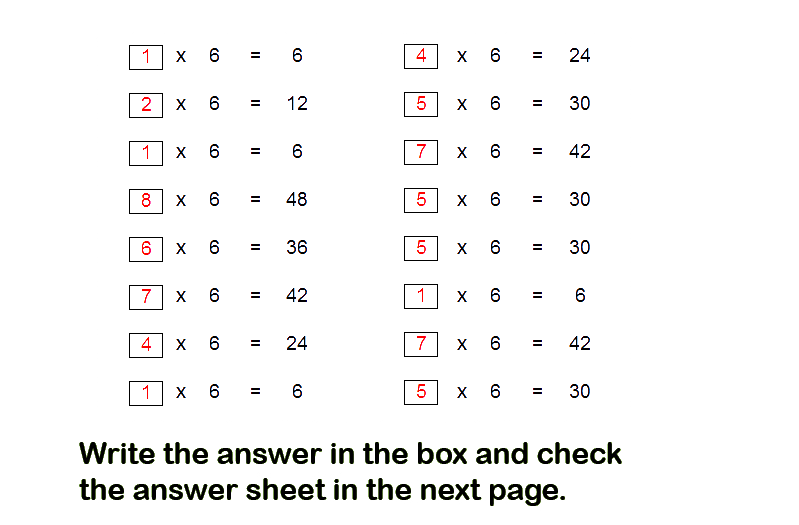 1 x 6 = 6 4 x 6 = 24
2 x 6 = 12 5 x 6 = 30
1 x 6 = 6 7 x 6 = 42
8 x 6 = 48 5 x 6 = 30
6 x 6 = 36 5 x 6 = 30
7 x 6 = 42 1 x 6 = 6
4 x 6 = 24 7 x 6 = 42
1 x 6 = 6 5 x 6 = 30
Write the answer in the box and check
the answer sheet in the next page.